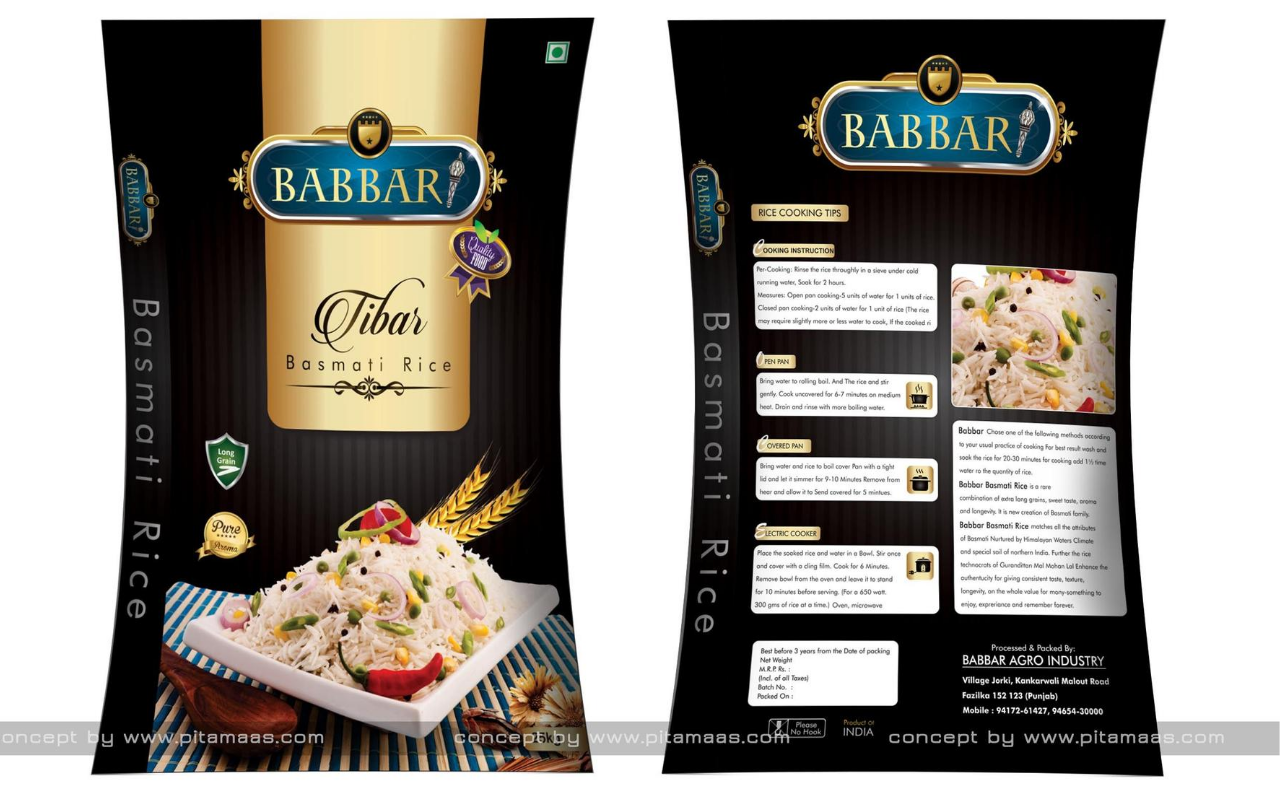 BABBAR
Quality
FOOD
Tibar
Basmati Rice
Long
Grain
Pure
Aroma
25kg
BABBAR
Basmati Rice
BABBAR
RICE COOKING TIPS
COOKING INSTRUCTION
Per-Cooking: Rinse the rice throughly in a sieve under cold
running water, Soak for 2 hours.
Measures: Open pan cooking-5 units of water for 1 units of rice.
Closed pan cooking-2 units of water for 1 unit of rice (The rice
may require slightly more or less water to cook, If the cooked ri
OPEN PAN
Bring water to rolling boil. And The rice and stir
gently. Cook uncovered for 6-7 minutes on medium
heat. Drain and rinse with more boiling water.
COVERED PAN
Bring water and rice to boil cover Pan with a tight
lid and let it simmer for 9-10 Minutes Remove from
hear and allow it to Send covered for 5 mintues.
ELECTRIC COOKER
Place the soaked rice and water in a Bowl. Stir once
and cover with a cling film. Cook for 6 Minutes.
Remove bowl from the oven and leave it to stand
for 10 minutes before serving. (For a 650 watt.
300 gms of rice at a time.) Oven, microwave
Babbar Chose one of the following methods according
to your usual practice of cooking For best result wash and
soak the rice for 20-30 minutes for cooking add 1½ time
water ro the quantity of rice.
Babbar Basmati Rice is a rare
combination of extra long grains, sweet taste, aroma
and longevity. It is new creation of Basmati family.
Babbar Basmati Rice matches all the attributes
of Basmati Nurtured by Himalayan Waters Climate
and special soil of northern India. Further the rice
technocrats of Guranditton Mal Mohan Lal Enhance the
authentucity for giving consistent taste, texture,
longevity, on the whole value for mony-something to
enjoy, experience and remember forever.
Best before 3 years from the Date of packing
Net Weight
M.R.P. Rs. :
(Incl. of all Taxes)
Batch No. :
Packed On :
Please
No Hook
Product Of
INDIA
Processed & Packed By:
BABBAR AGRO INDUSTRY
Village Jorki, Kankarwali Malout Road
Fazilka 152 123 (Punjab)
Mobile : 94172-61427, 94654-30000
BABBAR
Basmati Rice
oncept by www.pitamaas.com concept by www.pitamaas.com concept by www.pitamaas.com